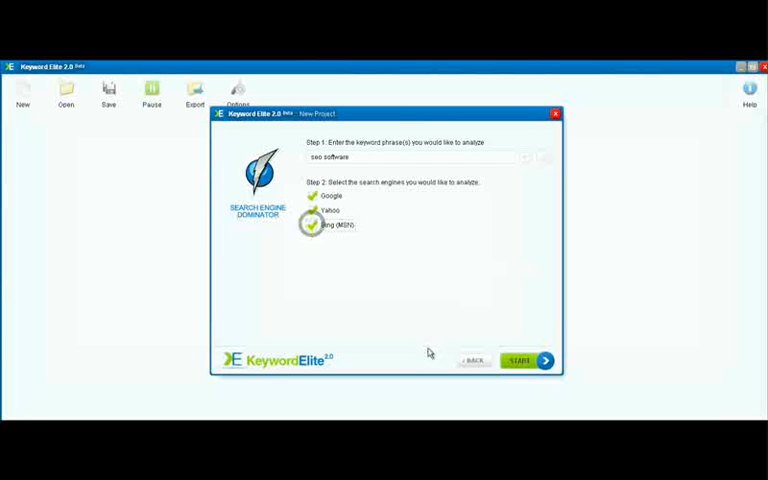 Keyword Elite 2.0 Beta
New Open Save Pause Export Options Help
Keyword Elite 2.0 Beta - New Project
Step 1: Enter the keyword phrase(s) you would like to analyze
seo software
Step 2: Select the search engines you would like to analyze.
Google
Yahoo
Bing (MSN)
SEARCH ENGINE
DOMINATOR
KeywordElite 2.0
‹ BACK
START